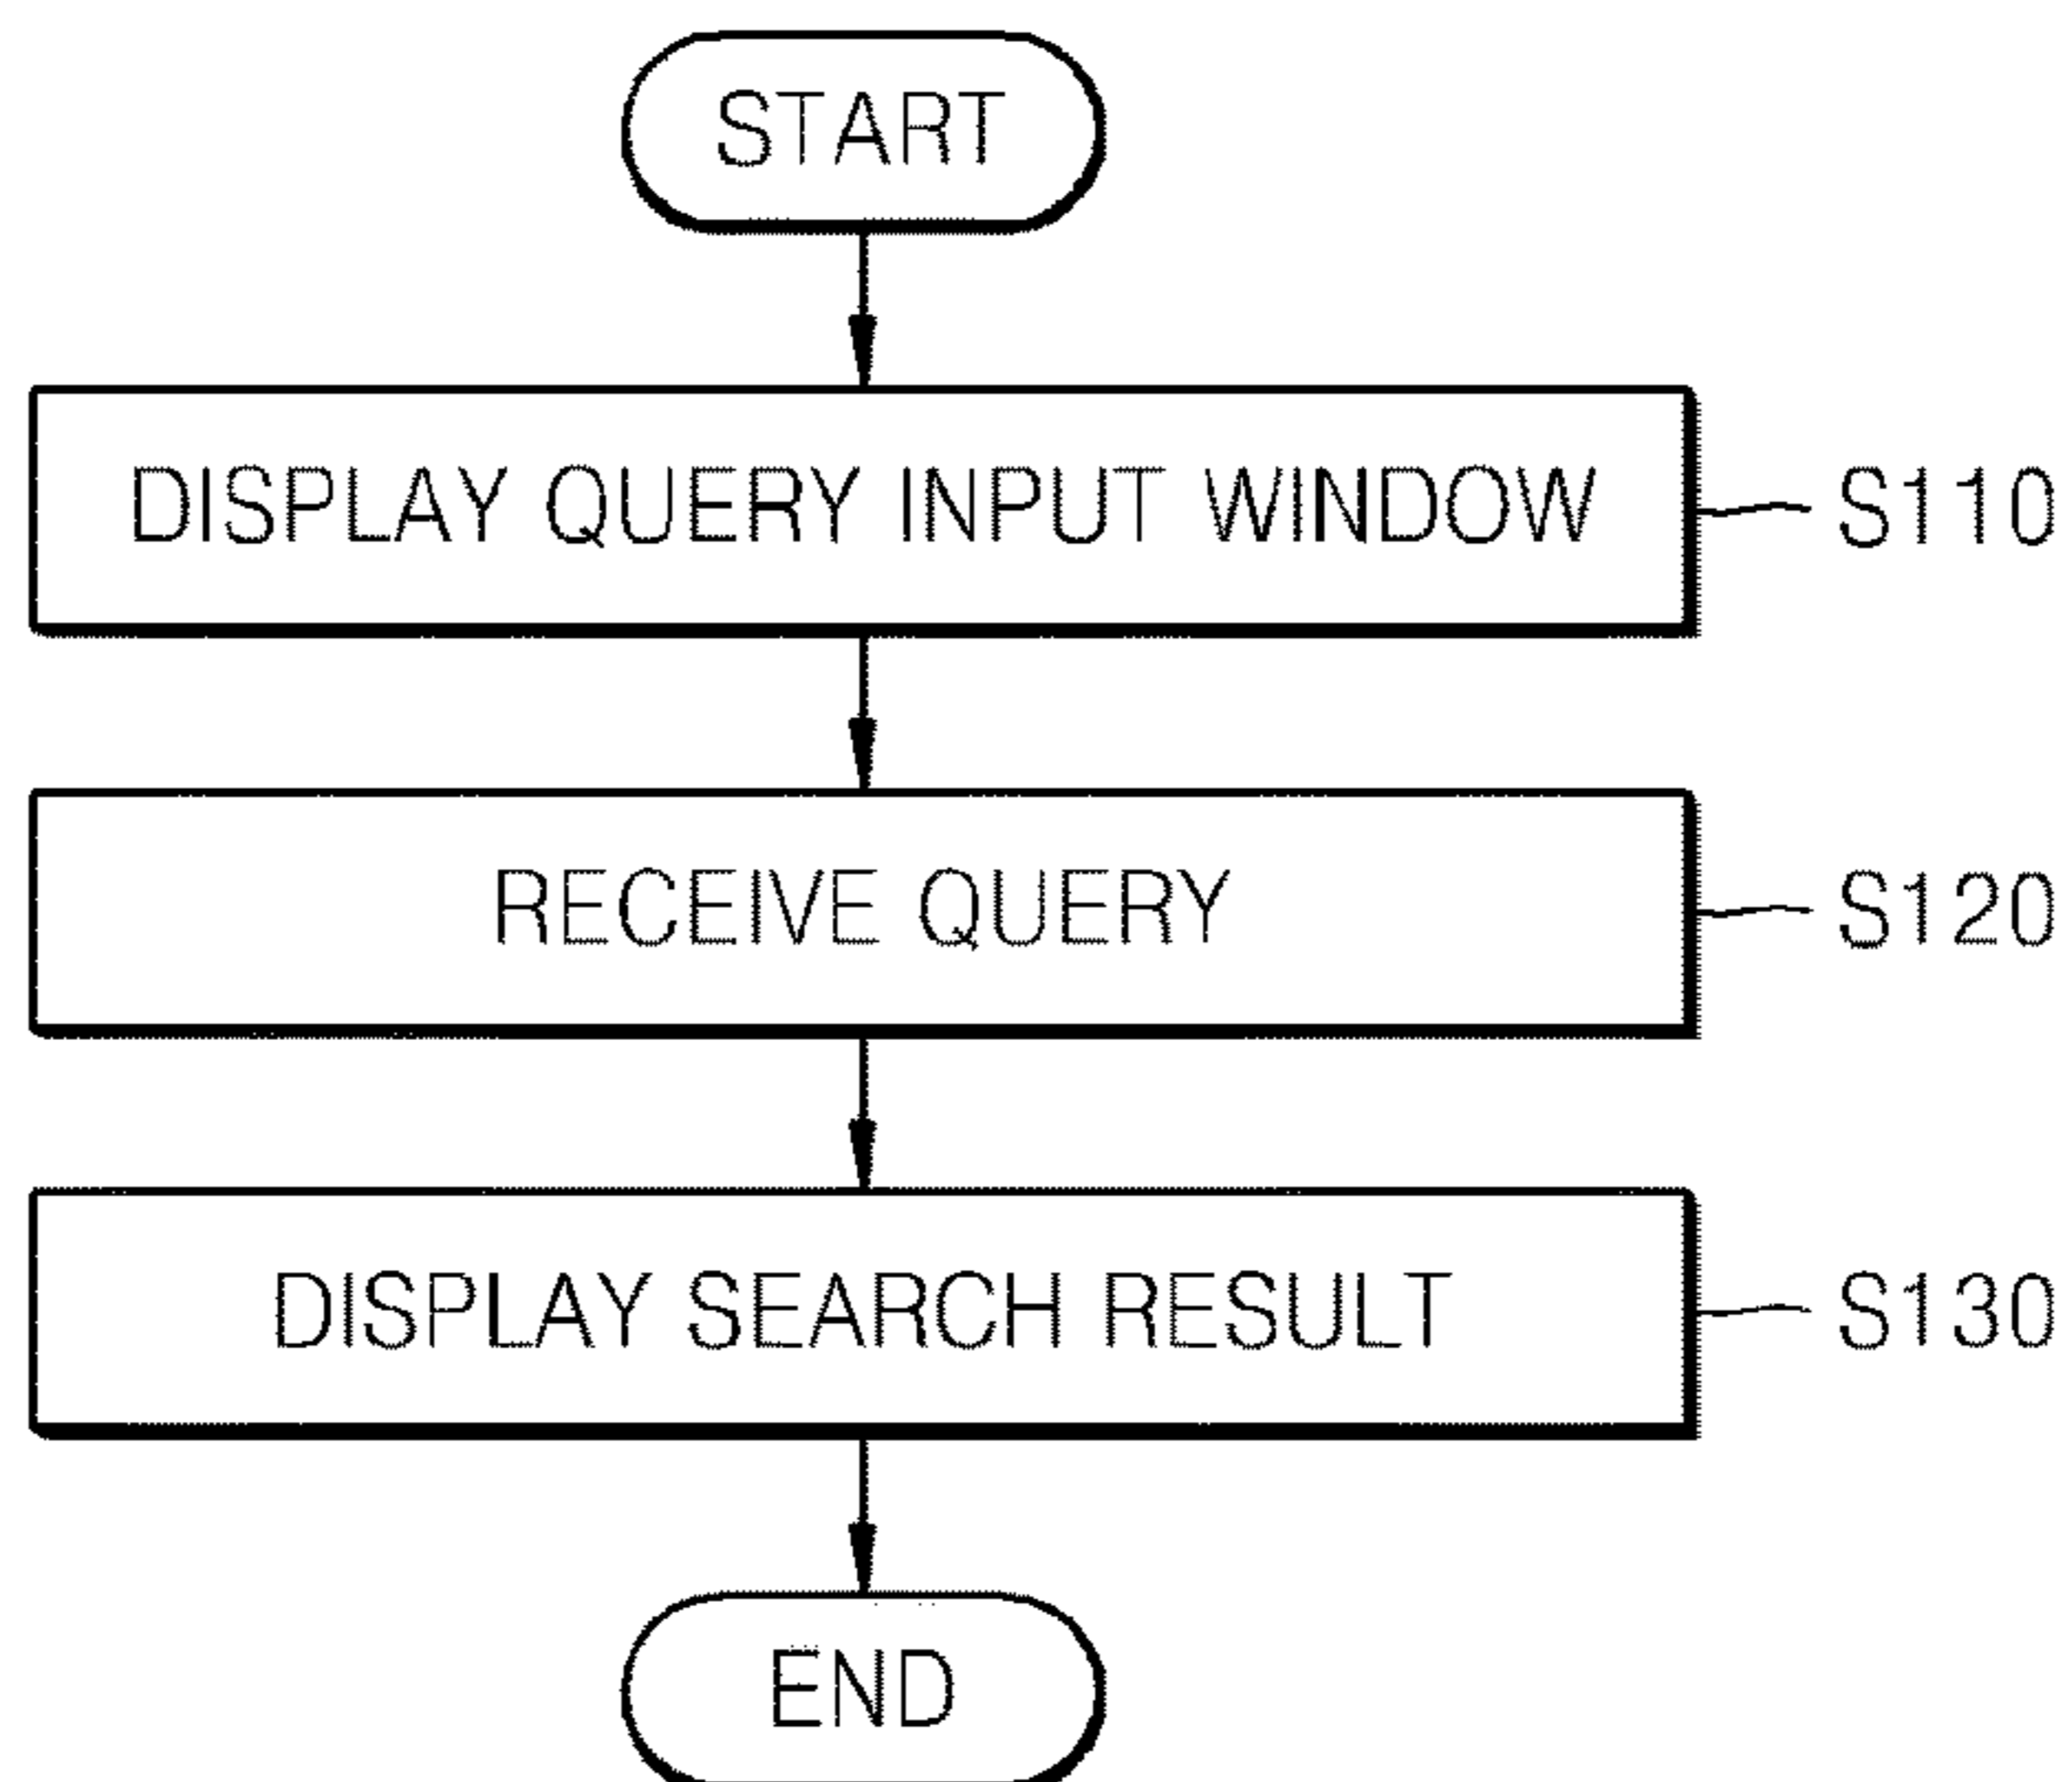 START
DISPLAY QUERY INPUT WINDOW
S110
RECEIVE QUERY
S120
DISPLAY SEARCH RESULT
S130
END